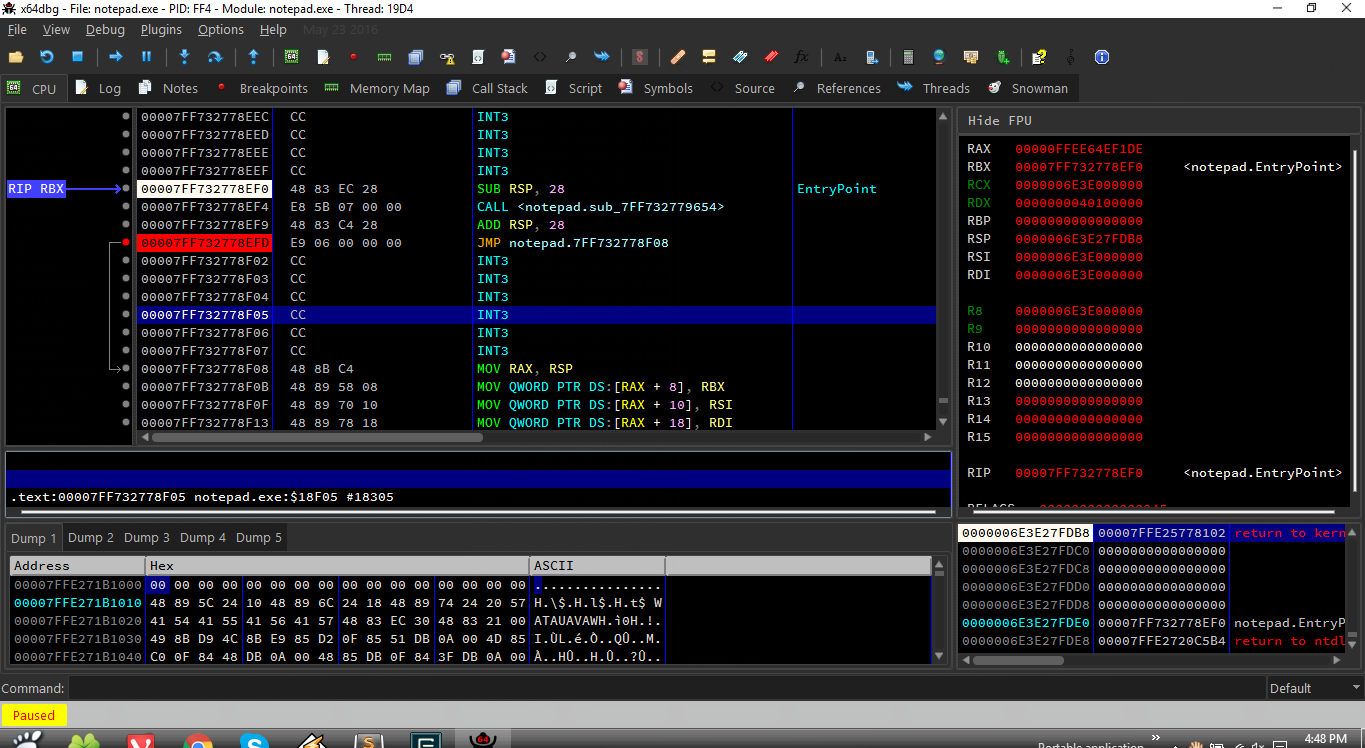 x64dbg - File: notepad.exe - PID: FF4 - Module: notepad.exe - Thread: 19D4
File View Debug Plugins Options Help May 23 2016
CPU Log Notes Breakpoints Memory Map Call Stack Script Symbols Source References Threads Snowman
00007FF732778EEC CC INT3
00007FF732778EED CC INT3
00007FF732778EEE CC INT3
00007FF732778EEF CC INT3
RIP RBX 00007FF732778EF0 48 83 EC 28 SUB RSP, 28 EntryPoint
00007FF732778EF4 E8 5B 07 00 00 CALL <notepad.sub_7FF732779654>
00007FF732778EF9 48 83 C4 28 ADD RSP, 28
00007FF732778EFD E9 06 00 00 00 JMP notepad.7FF732778F08
00007FF732778F02 CC INT3
00007FF732778F03 CC INT3
00007FF732778F04 CC INT3
00007FF732778F05 CC INT3
00007FF732778F06 CC INT3
00007FF732778F07 CC INT3
00007FF732778F08 48 8B C4 MOV RAX, RSP
00007FF732778F0B 48 89 58 08 MOV QWORD PTR DS:[RAX + 8], RBX
00007FF732778F0F 48 89 70 10 MOV QWORD PTR DS:[RAX + 10], RSI
00007FF732778F13 48 89 78 18 MOV QWORD PTR DS:[RAX + 18], RDI
Hide FPU
RAX 00000FFEE64EF1DE
RBX 00007FF732778EF0 <notepad.EntryPoint>
RCX 0000006E3E000000
RDX 0000000040100000
RBP 0000000000000000
RSP 0000006E3E27FDB8
RSI 0000006E3E000000
RDI 0000006E3E000000
R8 0000006E3E000000
R9 0000000000000000
R10 0000000000000000
R11 0000000000000000
R12 0000000000000000
R13 0000000000000000
R14 0000000000000000
R15 0000000000000000
RIP 00007FF732778EF0 <notepad.EntryPoint>
.text:00007FF732778F05 notepad.exe:$18F05 #18305
Dump 1 Dump 2 Dump 3 Dump 4 Dump 5
Address Hex ASCII
00007FFE271B1000 00 00 00 00 00 00 00 00 00 00 00 00 00 00 00 00 ................
00007FFE271B1010 48 89 5C 24 10 48 89 6C 24 18 48 89 74 24 20 57 H.\$.H.l$.H.t$ W
00007FFE271B1020 41 54 41 55 41 56 41 57 48 83 EC 30 48 83 21 00 ATAUAVAWH.ì0H.!.
00007FFE271B1030 49 8B D9 4C 8B E9 85 D2 0F 85 51 DB 0A 00 4D 85 I.ÙL.é.Ò..QÛ..M.
00007FFE271B1040 C0 0F 84 48 DB 0A 00 48 85 DB 0F 84 3F DB 0A 00 À..HÛ..H.Û..?Û..
0000006E3E27FDB8 00007FFE25778102 return to kern
0000006E3E27FDC0 0000000000000000
0000006E3E27FDC8 0000000000000000
0000006E3E27FDD0 0000000000000000
0000006E3E27FDD8 0000000000000000
0000006E3E27FDE0 00007FF732778EF0 notepad.EntryP
0000006E3E27FDE8 00007FFE2720C5B4 return to ntdl
Command: Default
Paused
Portable application
4:48 PM